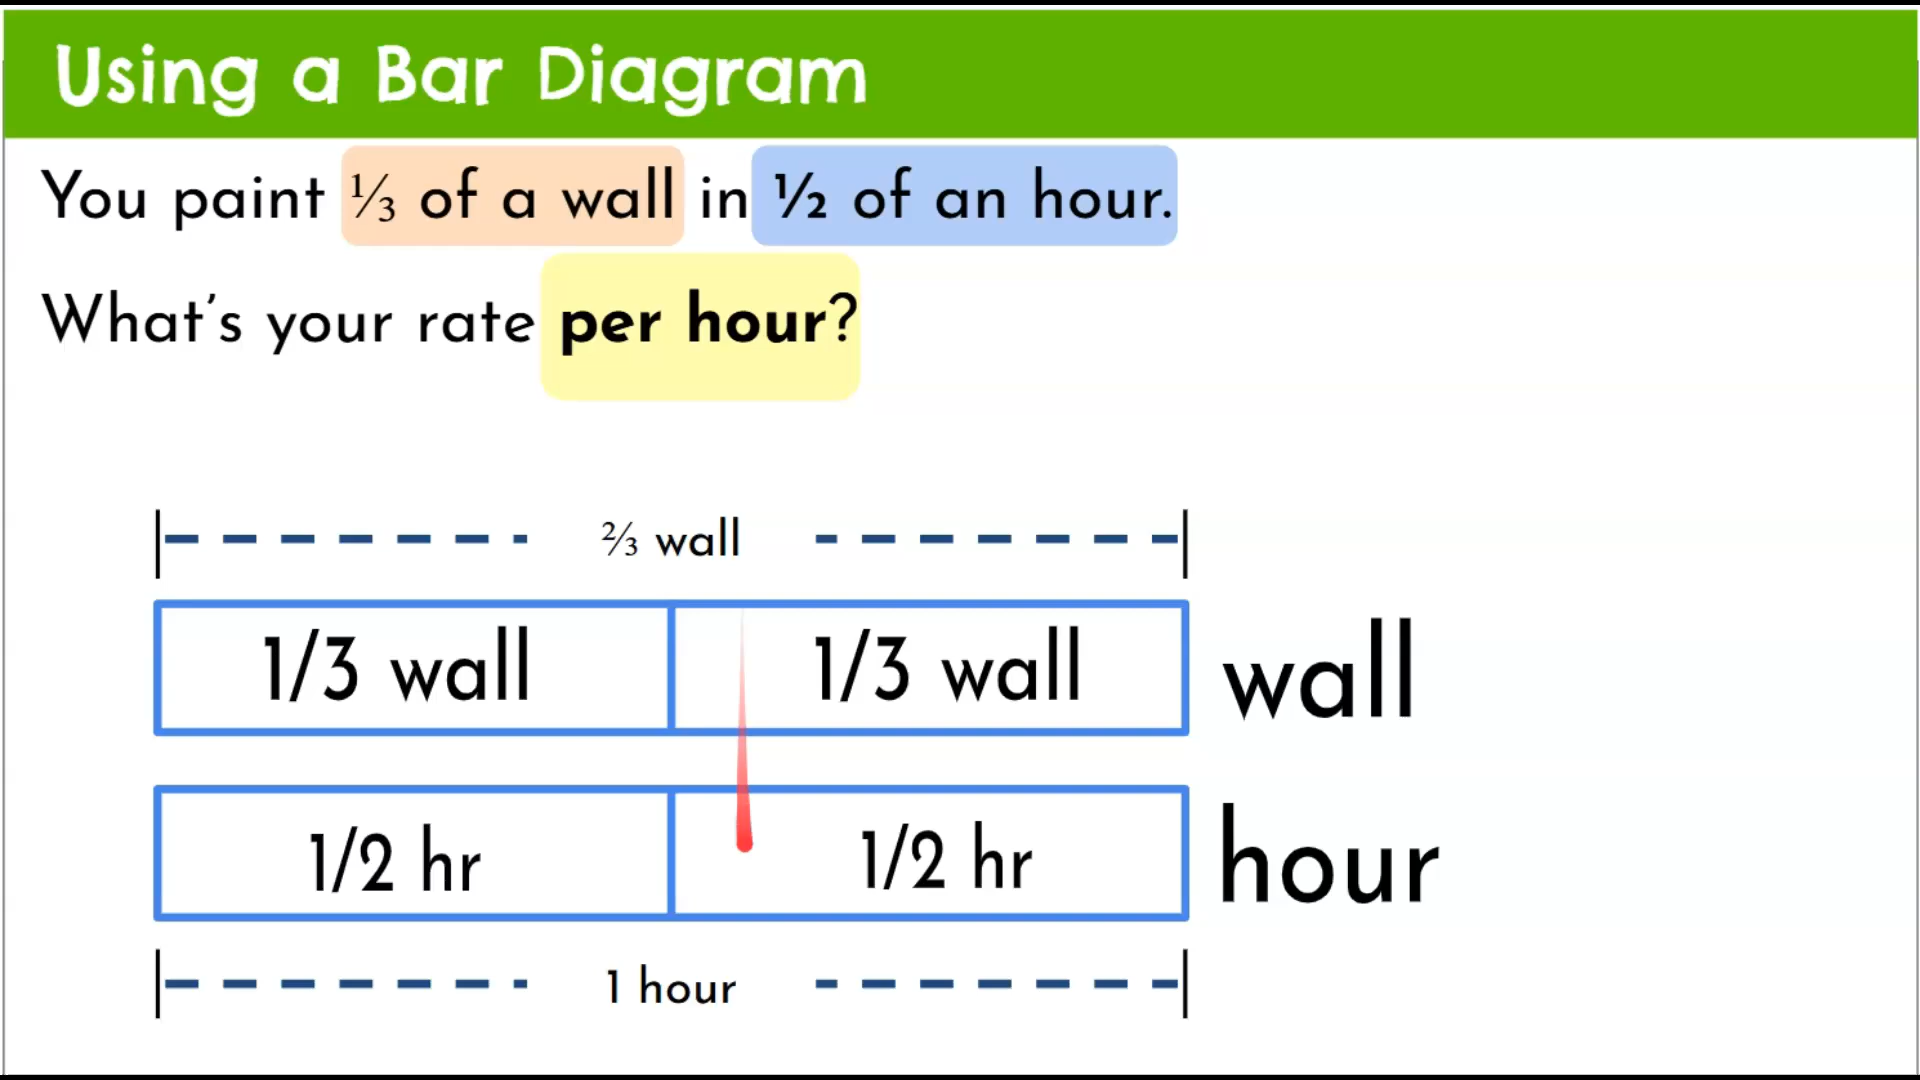 Using a Bar Diagram
You paint ⅓ of a wall in ½ of an hour.
What's your rate per hour?
⅔ wall
1/3 wall 1/3 wall wall
1/2 hr 1/2 hr hour
1 hour